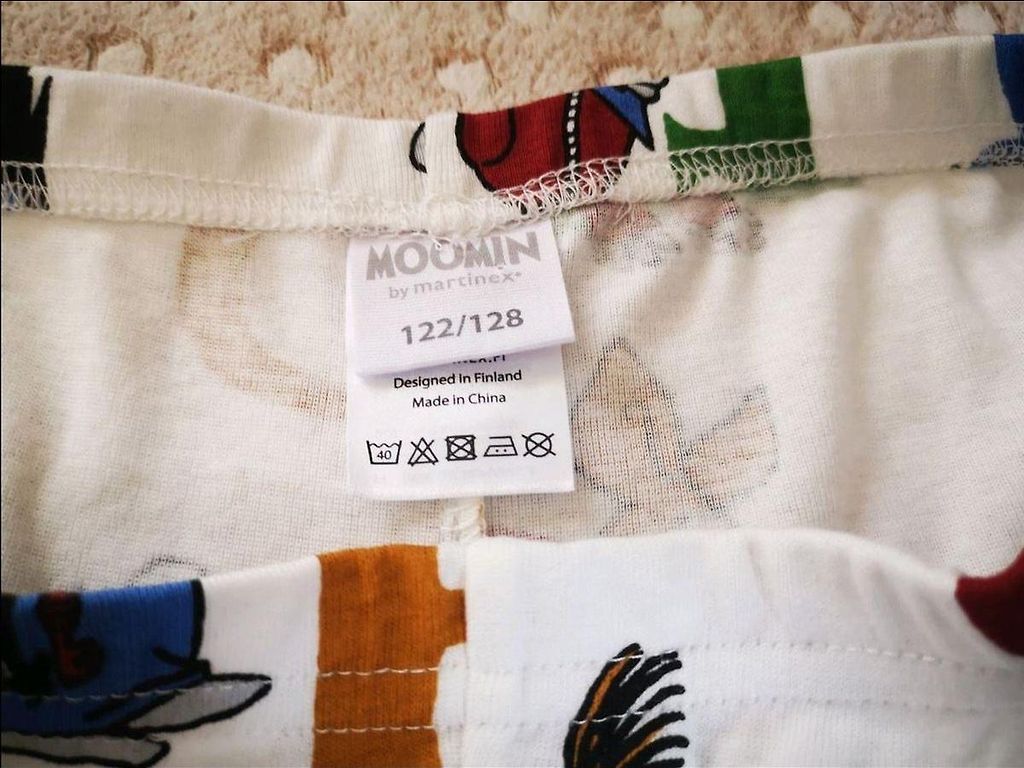 MOOMIN
by martinex®
122/128
Designed in Finland
Made in China
40